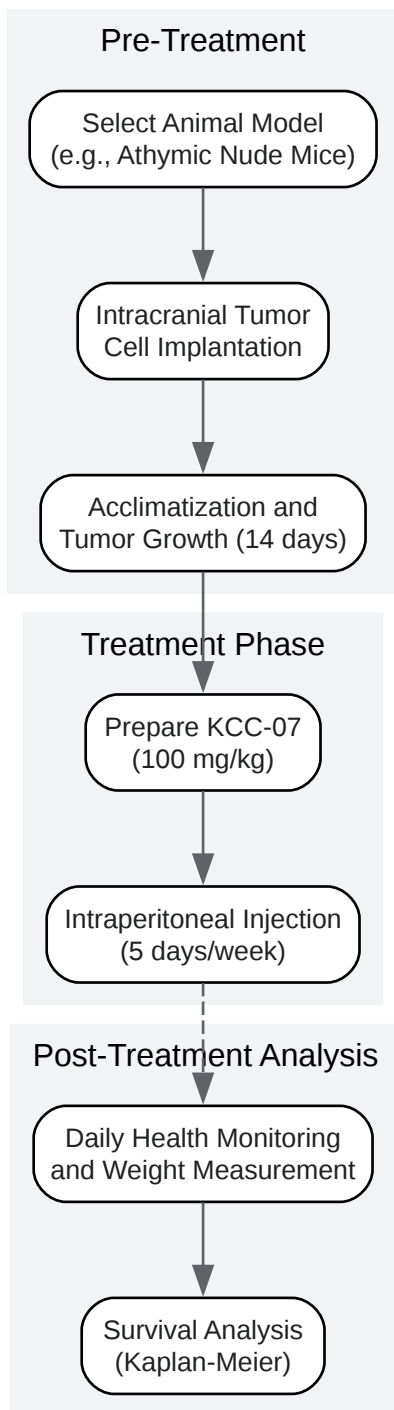 Pre-Treatment
Select Animal Model
(e.g., Athymic Nude Mice)
Intracranial Tumor
Cell Implantation
Acclimatization and
Tumor Growth (14 days)
Treatment Phase
Prepare KCC-07
(100 mg/kg)
Intraperitoneal Injection
(5 days/week)
Post-Treatment Analysis
Daily Health Monitoring
and Weight Measurement
Survival Analysis
(Kaplan-Meier)